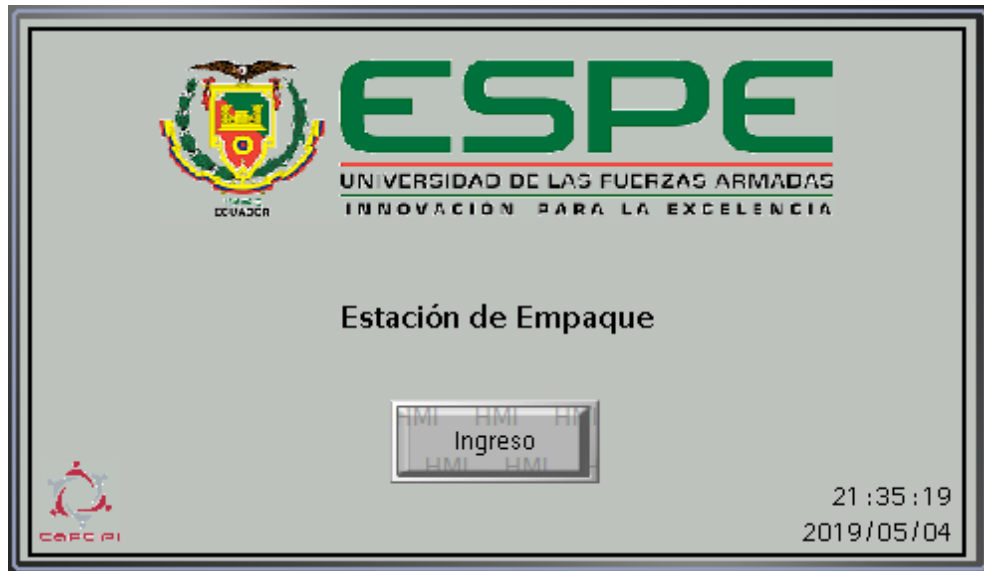 ESPE
UNIVERSIDAD DE LAS FUERZAS ARMADAS
INNOVACIÓN PARA LA EXCELENCIA
ECUADOR
Estación de Empaque
HMI HMI HMI
Ingreso
HMI HMI
21:35:19
2019/05/04